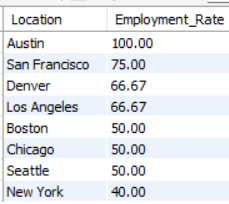 Location Employment_Rate
Austin 100.00
San Francisco 75.00
Denver 66.67
Los Angeles 66.67
Boston 50.00
Chicago 50.00
Seattle 50.00
New York 40.00